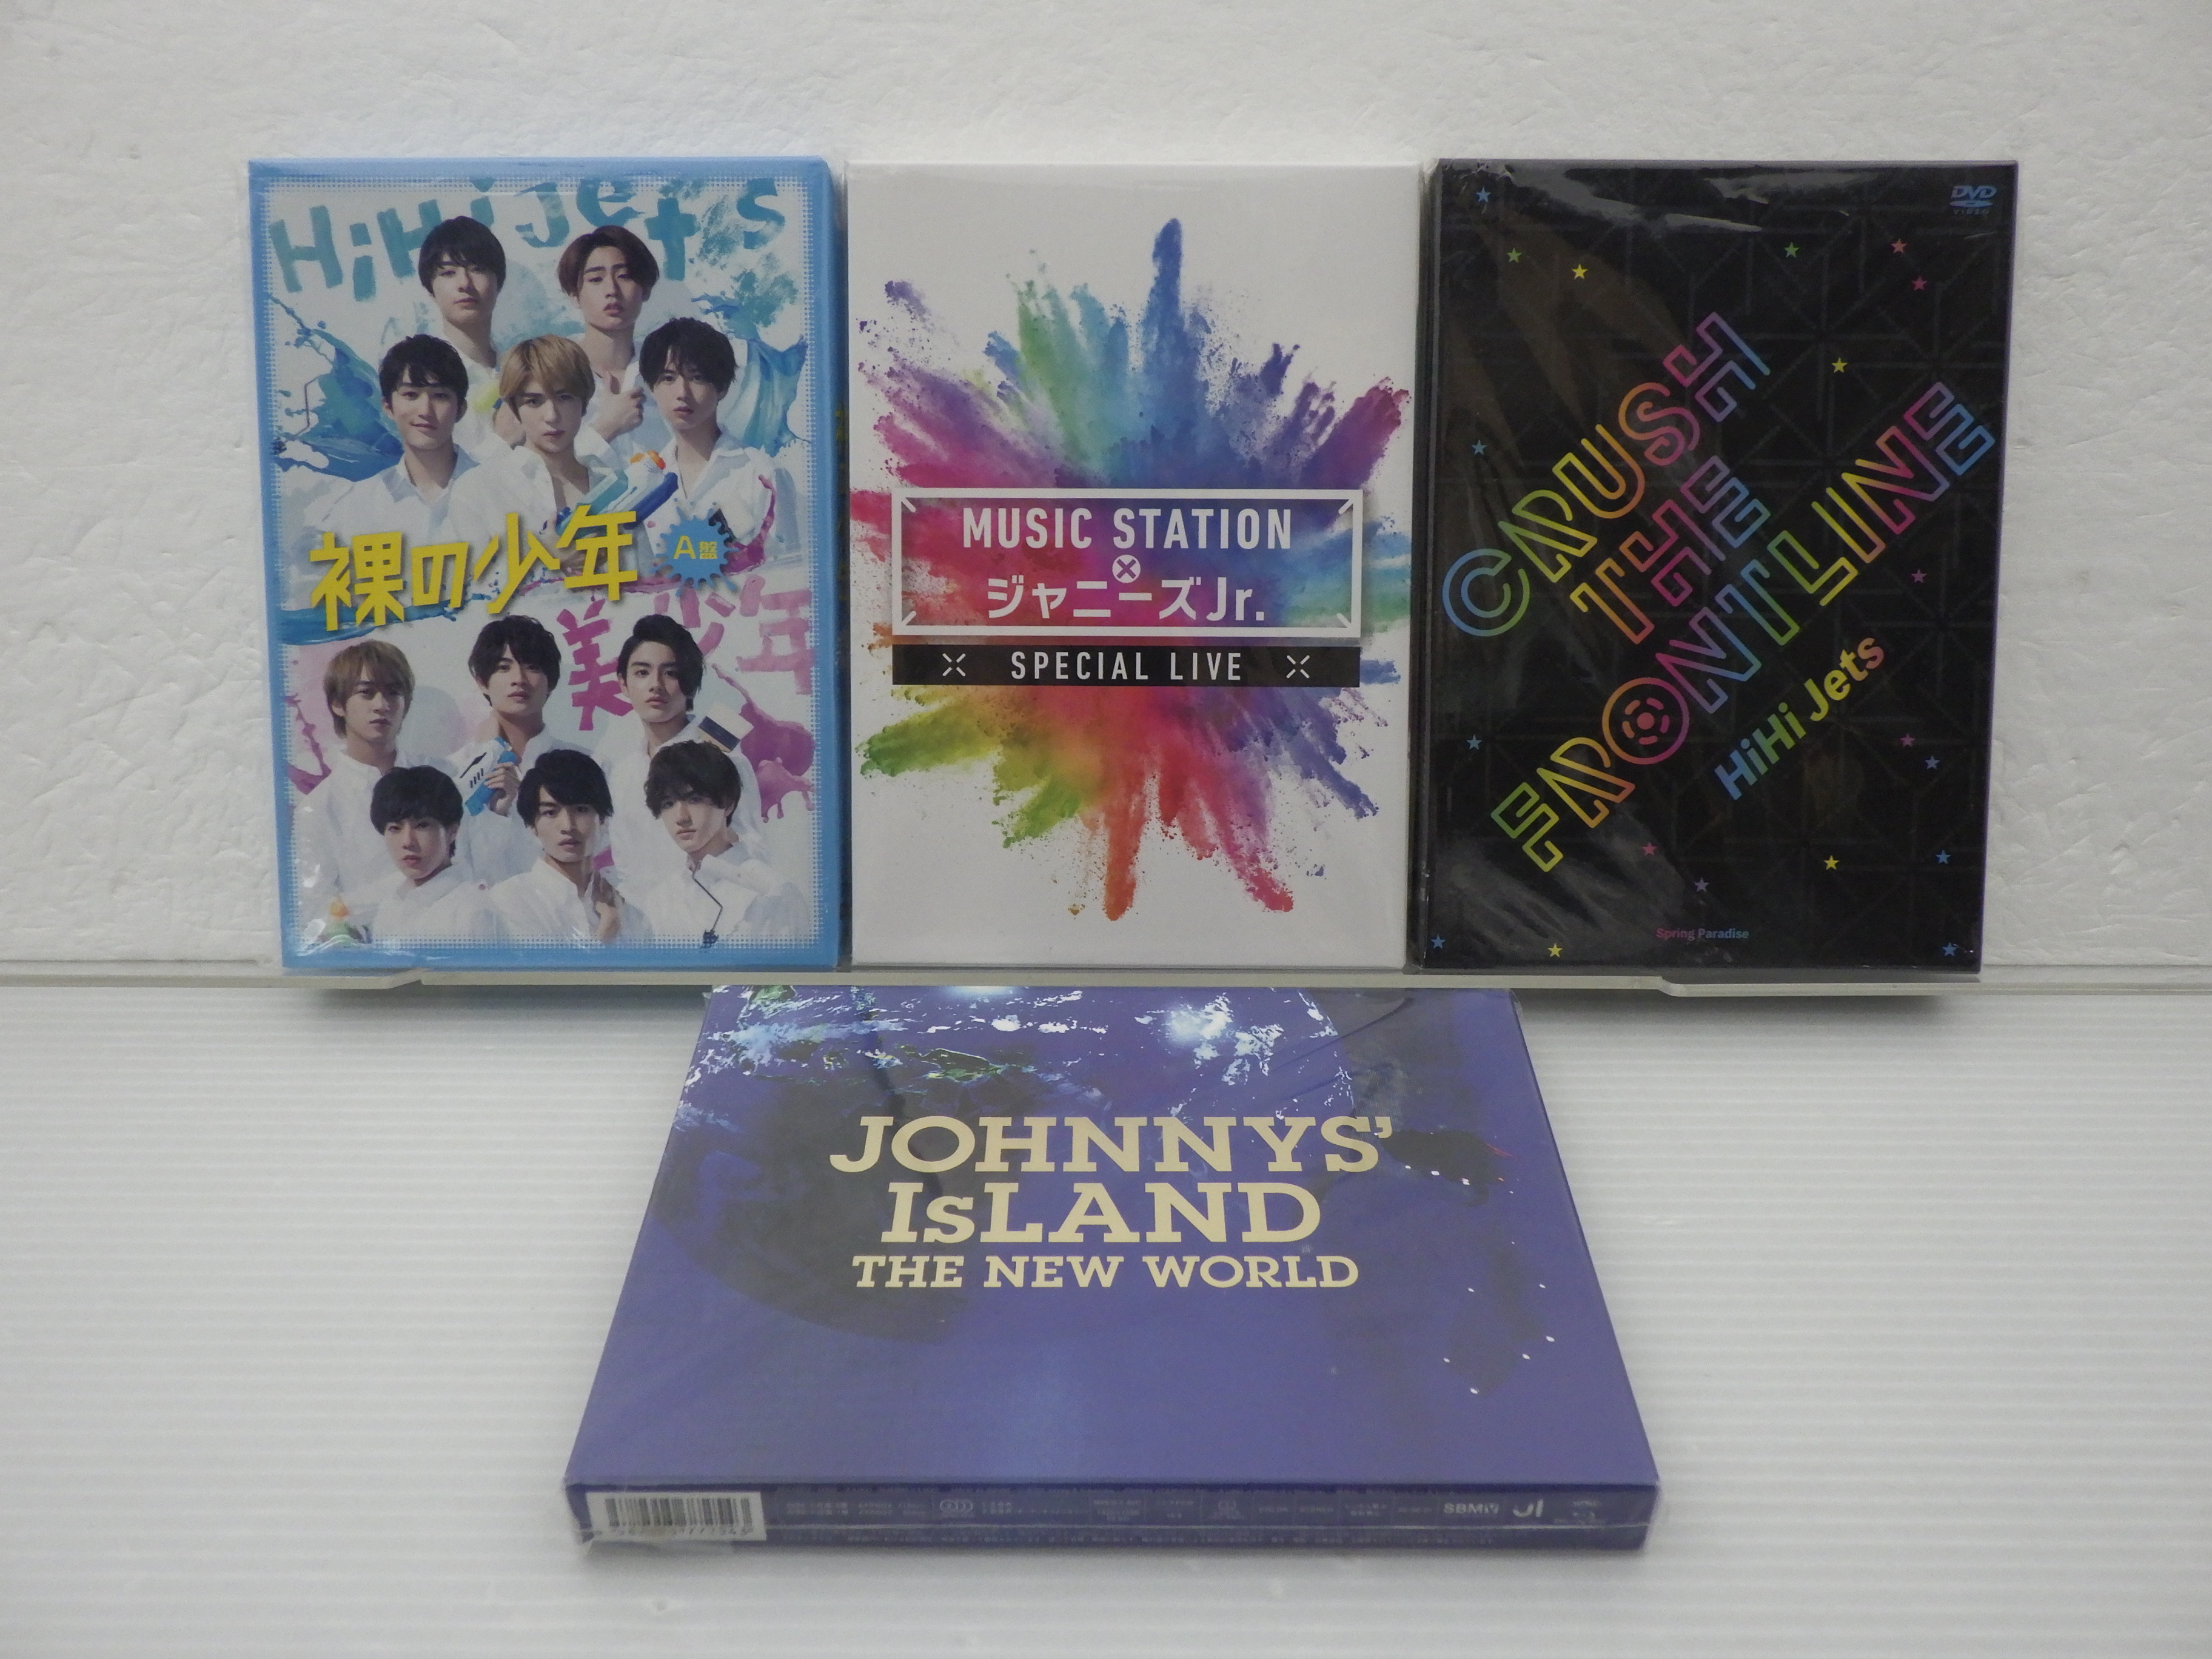 HiHi Jets
裸の少年
A盤
美 少年
MUSIC STATION
×
ジャニーズJr.
SPECIAL LIVE
DVD
VIDEO
CRUSH
THE
FRONTLINE
HiHi Jets
Spring Paradise
JOHNNYS'
IsLAND
THE NEW WORLD